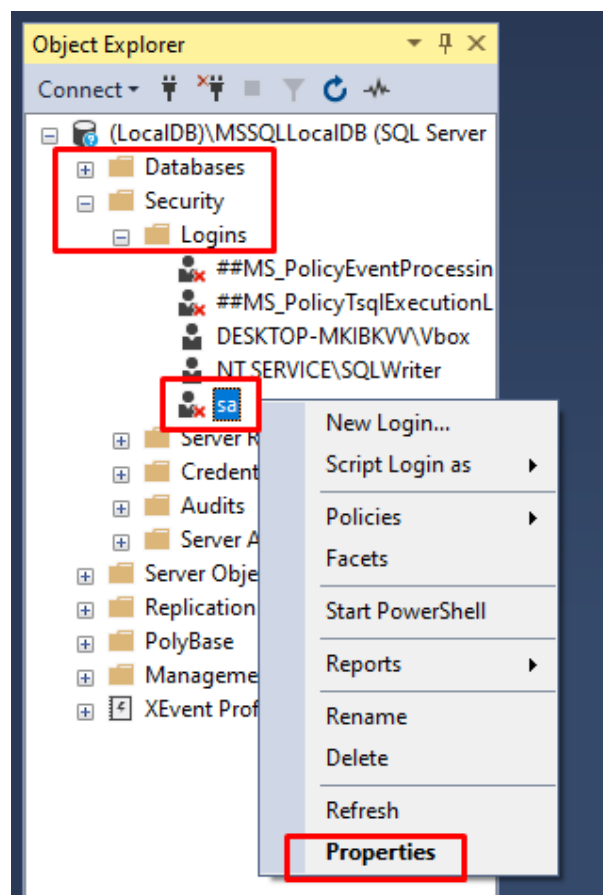 Object Explorer
Connect
(LocalDB)\MSSQLLocalDB (SQL Server
Databases
Security
Logins
##MS_PolicyEventProcessin
##MS_PolicyTsqlExecutionL
DESKTOP-MKIBKVV\Vbox
NT SERVICE\SQLWriter
sa
Server R
Credent
Audits
Server A
Server Obje
Replication
PolyBase
Manageme
XEvent Prof
New Login...
Script Login as
Policies
Facets
Start PowerShell
Reports
Rename
Delete
Refresh
Properties